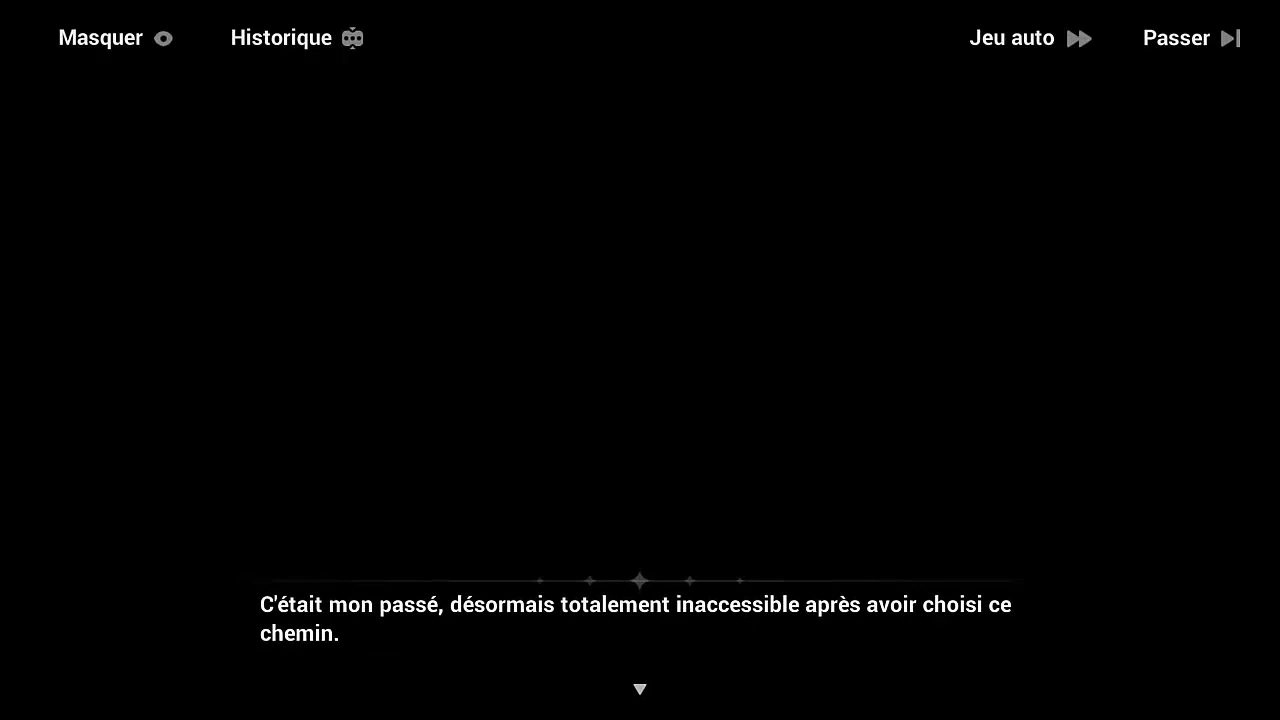 Masquer Historique Jeu auto Passer
C'était mon passé, désormais totalement inaccessible après avoir choisi ce
chemin.